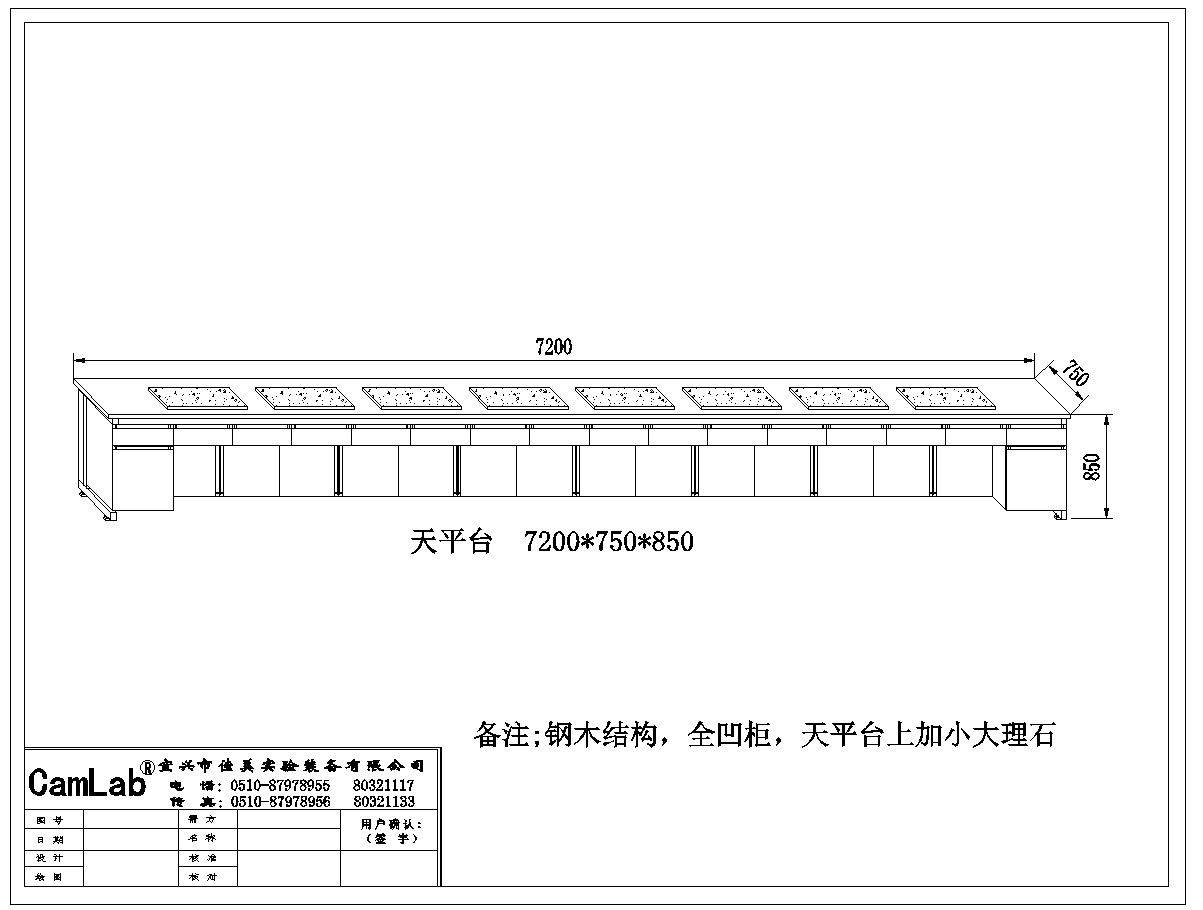 7200
750
850
天平台 7200*750*850
备注;钢木结构，全凹柜，天平台上加小大理石
CamLab®宜兴市佳美实验装备有限公司
电 话: 0510-87978955 80321117
传 真: 0510-87978956 80321133
图 号 需 方 用户确认:
日 期 名 称 (签 字)
设 计 核 准
绘 图 核 对